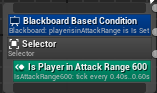 Blackboard Based Condition
Blackboard: playersinAttackRange is Is Set
Selector
Selector
Is Player in Attack Range 600
IsAttackRange600: tick every 0.40s..0.60s